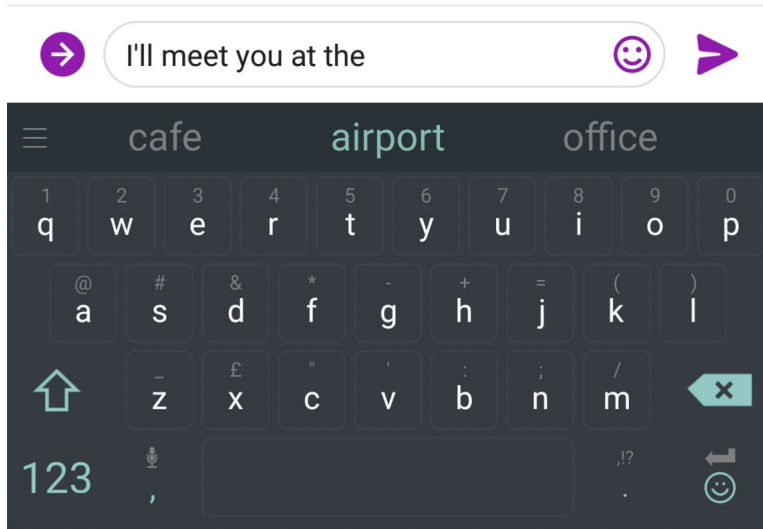 I'll meet you at the
cafe airport office
1 2 3 4 5 6 7 8 9 0
q w e r t y u i o p
@ # & * - + = ( )
a s d f g h j k l
_ £ " ' : ; /
z x c v b n m
123 , ,!? .